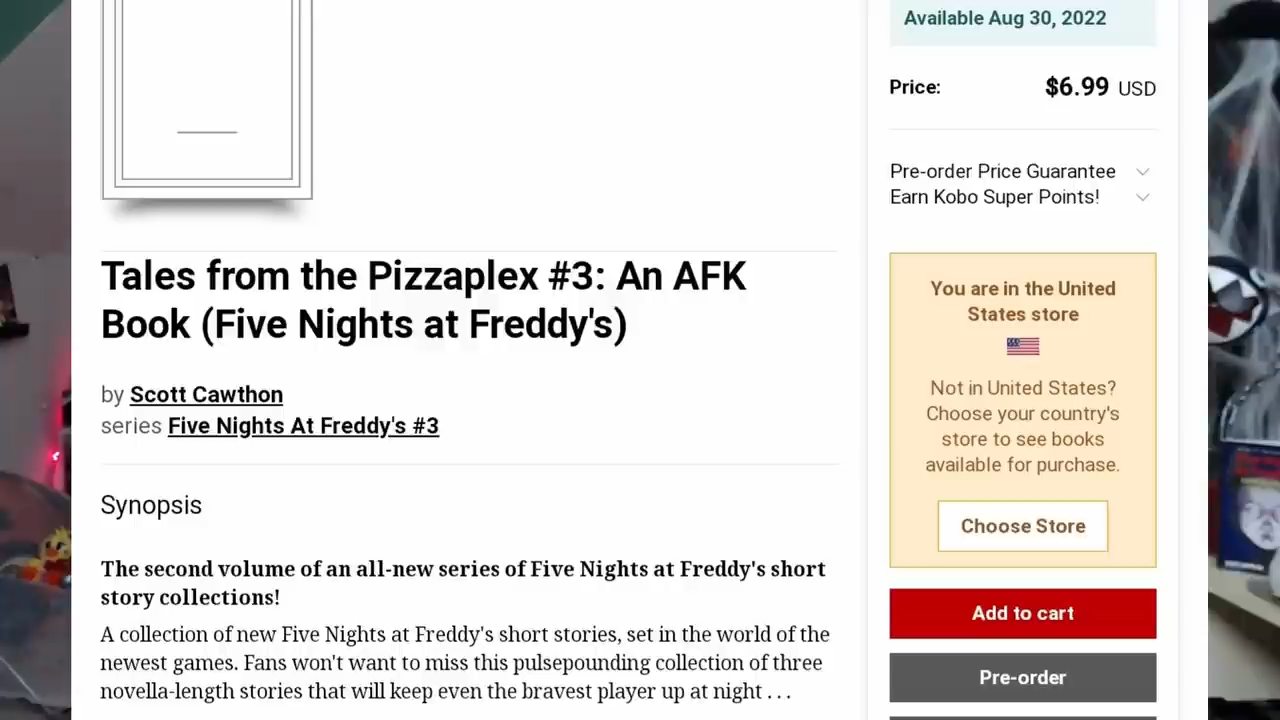 Available Aug 30, 2022
Price: $6.99 USD
Pre-order Price Guarantee
Earn Kobo Super Points!
Tales from the Pizzaplex #3: An AFK
Book (Five Nights at Freddy's)
by Scott Cawthon
series Five Nights At Freddy's #3
Synopsis
The second volume of an all-new series of Five Nights at Freddy's short
story collections!
A collection of new Five Nights at Freddy's short stories, set in the world of the
newest games. Fans won't want to miss this pulsepounding collection of three
novella-length stories that will keep even the bravest player up at night . . .
You are in the United
States store
Not in United States?
Choose your country's
store to see books
available for purchase.
Choose Store
Add to cart
Pre-order